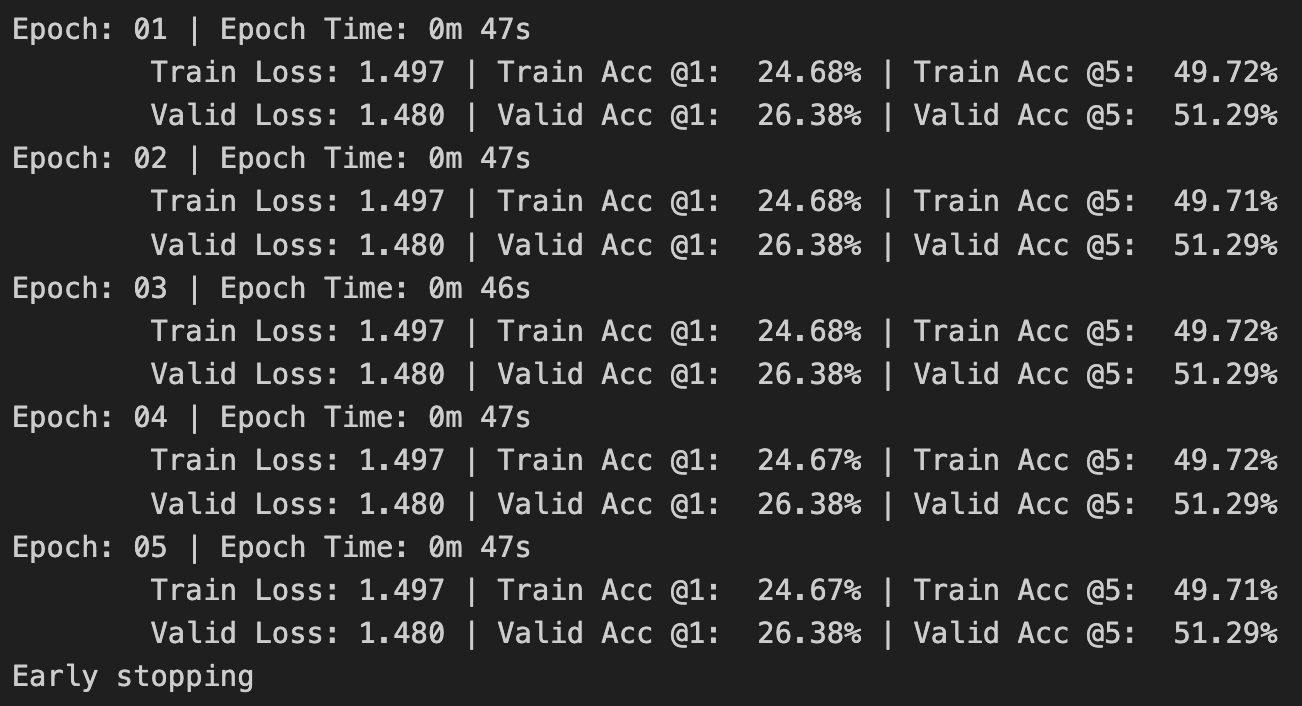 Epoch: 01 | Epoch Time: 0m 47s
        Train Loss: 1.497 | Train Acc @1:  24.68% | Train Acc @5:  49.72%
        Valid Loss: 1.480 | Valid Acc @1:  26.38% | Valid Acc @5:  51.29%
Epoch: 02 | Epoch Time: 0m 47s
        Train Loss: 1.497 | Train Acc @1:  24.68% | Train Acc @5:  49.71%
        Valid Loss: 1.480 | Valid Acc @1:  26.38% | Valid Acc @5:  51.29%
Epoch: 03 | Epoch Time: 0m 46s
        Train Loss: 1.497 | Train Acc @1:  24.68% | Train Acc @5:  49.72%
        Valid Loss: 1.480 | Valid Acc @1:  26.38% | Valid Acc @5:  51.29%
Epoch: 04 | Epoch Time: 0m 47s
        Train Loss: 1.497 | Train Acc @1:  24.67% | Train Acc @5:  49.72%
        Valid Loss: 1.480 | Valid Acc @1:  26.38% | Valid Acc @5:  51.29%
Epoch: 05 | Epoch Time: 0m 47s
        Train Loss: 1.497 | Train Acc @1:  24.67% | Train Acc @5:  49.71%
        Valid Loss: 1.480 | Valid Acc @1:  26.38% | Valid Acc @5:  51.29%
Early stopping